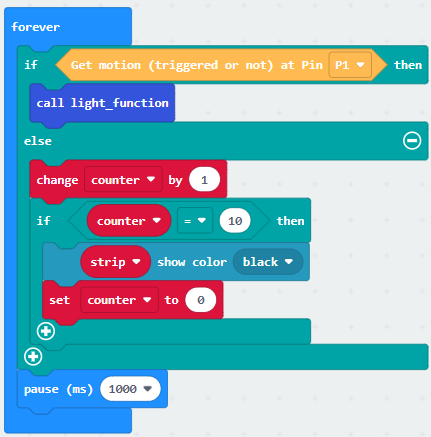 forever
if Get motion (triggered or not) at Pin P1 then
call light_function
else
change counter by 1
if counter = 10 then
strip show color black
set counter to 0
pause (ms) 1000